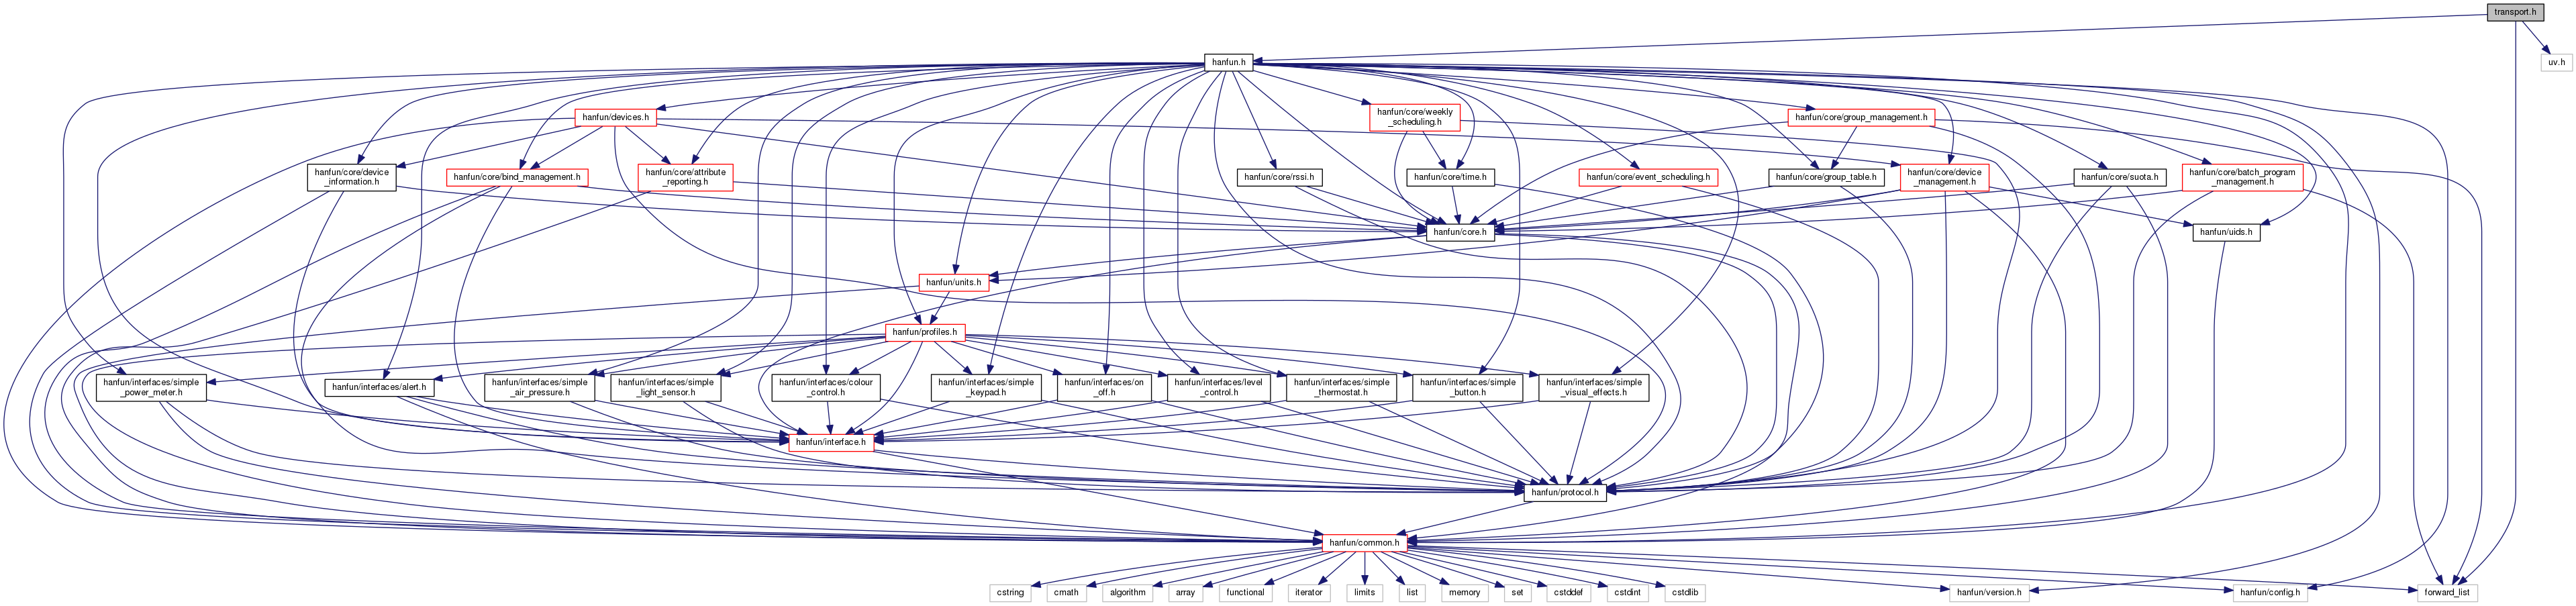 transport.h
hanfun.h
uv.h
hanfun/devices.h
hanfun/core/weekly
_scheduling.h
hanfun/core/group_management.h
hanfun/core/device
_information.h
hanfun/core/bind_management.h
hanfun/core/attribute
_reporting.h
hanfun/core/rssi.h
hanfun/core/time.h
hanfun/core/event_scheduling.h
hanfun/core/group_table.h
hanfun/core/device
_management.h
hanfun/core/suota.h
hanfun/core/batch_program
_management.h
hanfun/core.h
hanfun/uids.h
hanfun/units.h
hanfun/profiles.h
hanfun/interfaces/simple
_power_meter.h
hanfun/interfaces/alert.h
hanfun/interfaces/simple
_air_pressure.h
hanfun/interfaces/simple
_light_sensor.h
hanfun/interfaces/colour
_control.h
hanfun/interfaces/simple
_keypad.h
hanfun/interfaces/on
_off.h
hanfun/interfaces/level
_control.h
hanfun/interfaces/simple
_thermostat.h
hanfun/interfaces/simple
_button.h
hanfun/interfaces/simple
_visual_effects.h
hanfun/interface.h
hanfun/protocol.h
hanfun/common.h
cstring
cmath
algorithm
array
functional
iterator
limits
list
memory
set
cstddef
cstdint
cstdlib
hanfun/version.h
hanfun/config.h
forward_list